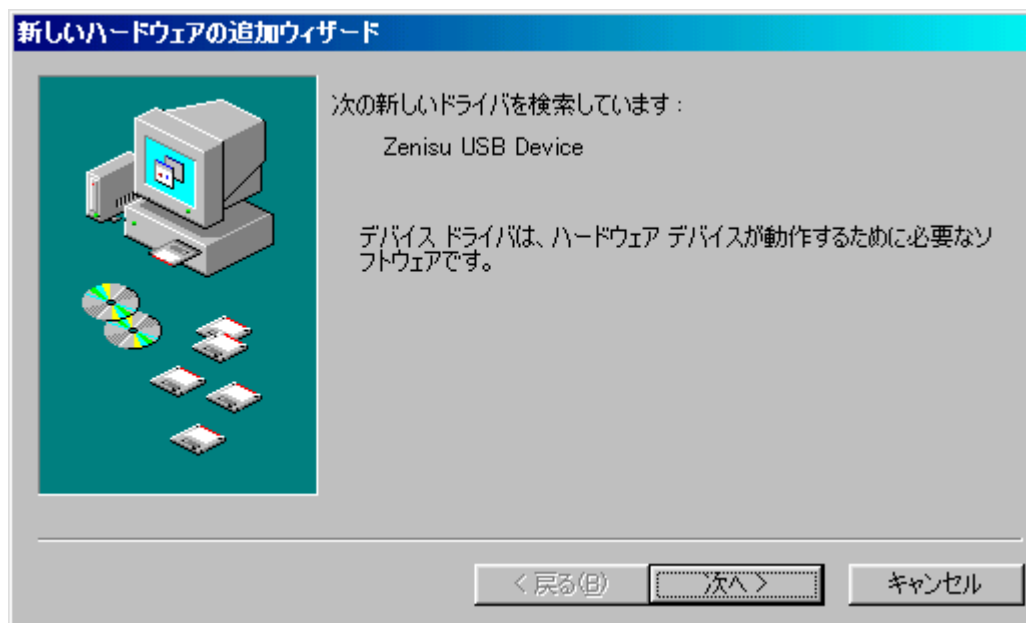 新しいハードウェアの追加ウィザード
次の新しいドライバを検索しています：
Zenisu USB Device
デバイス ドライバは、ハードウェア デバイスが動作するために必要なソ
フトウェアです。
< 戻る(B)
次へ >
キャンセル